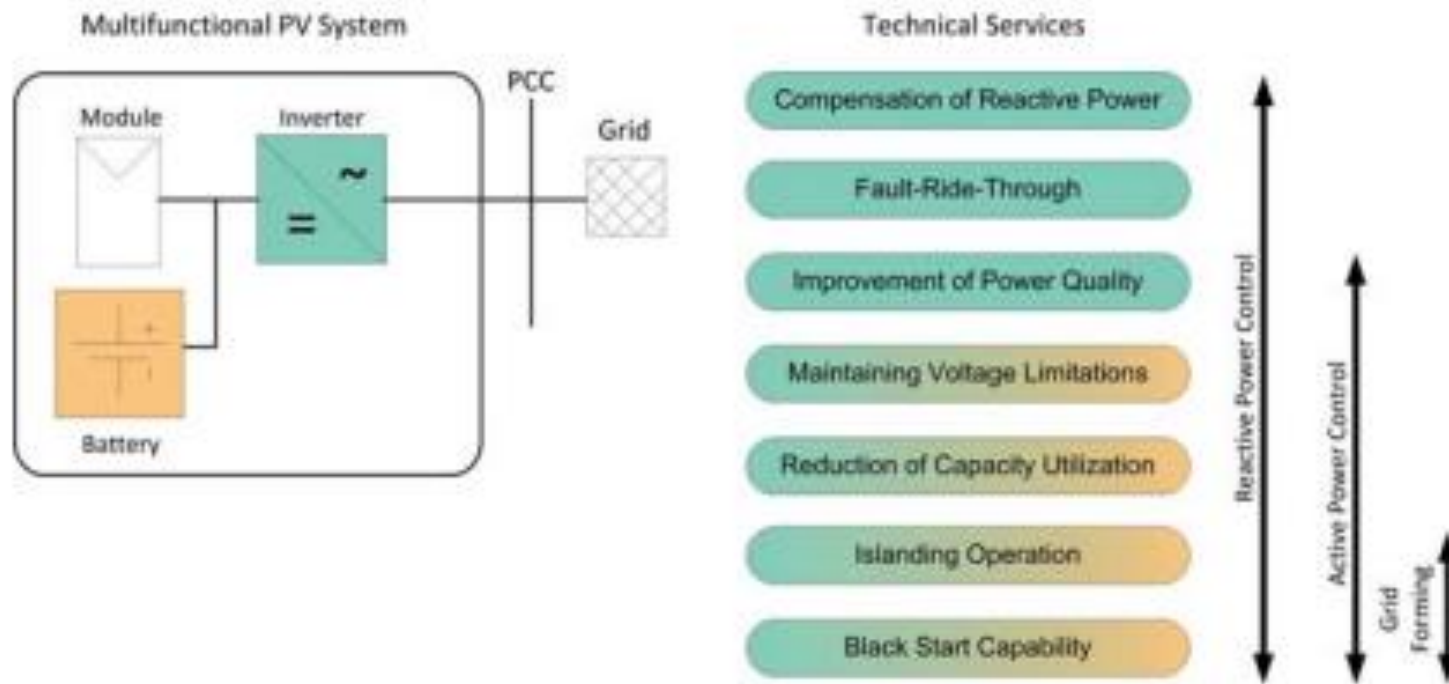 Multifunctional PV System
Module
Inverter
~
=
Battery
PCC
Grid
Technical Services
Compensation of Reactive Power
Fault-Ride-Through
Improvement of Power Quality
Maintaining Voltage Limitations
Reduction of Capacity Utilization
Islanding Operation
Black Start Capability
Reactive Power Control
Active Power Control
Grid
Forming